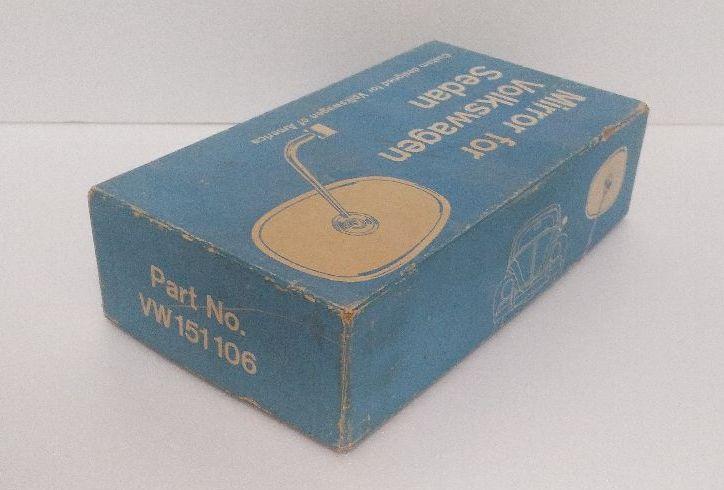 Mirror for
Volkswagen
Sedan
Custom designed for Volkswagen of America
Part No.
VW 151 106